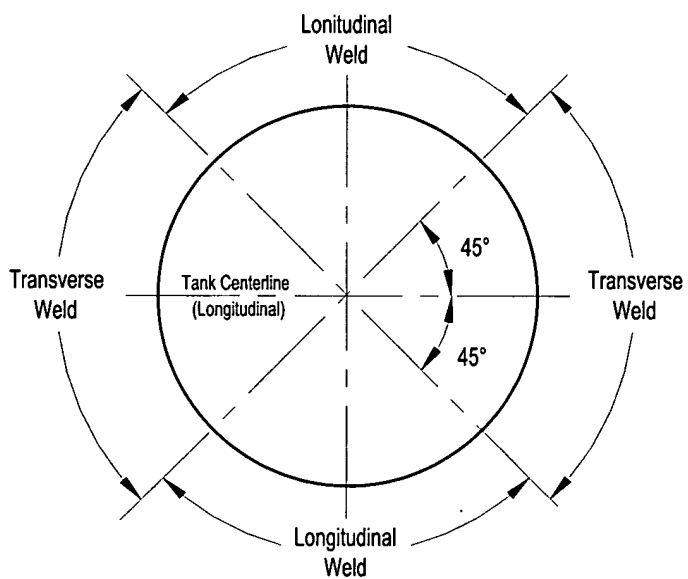 Lonitudinal
Weld
45°
Transverse
Weld
Tank Centerline
(Longitudinal)
Transverse
Weld
45°
Longitudinal
Weld